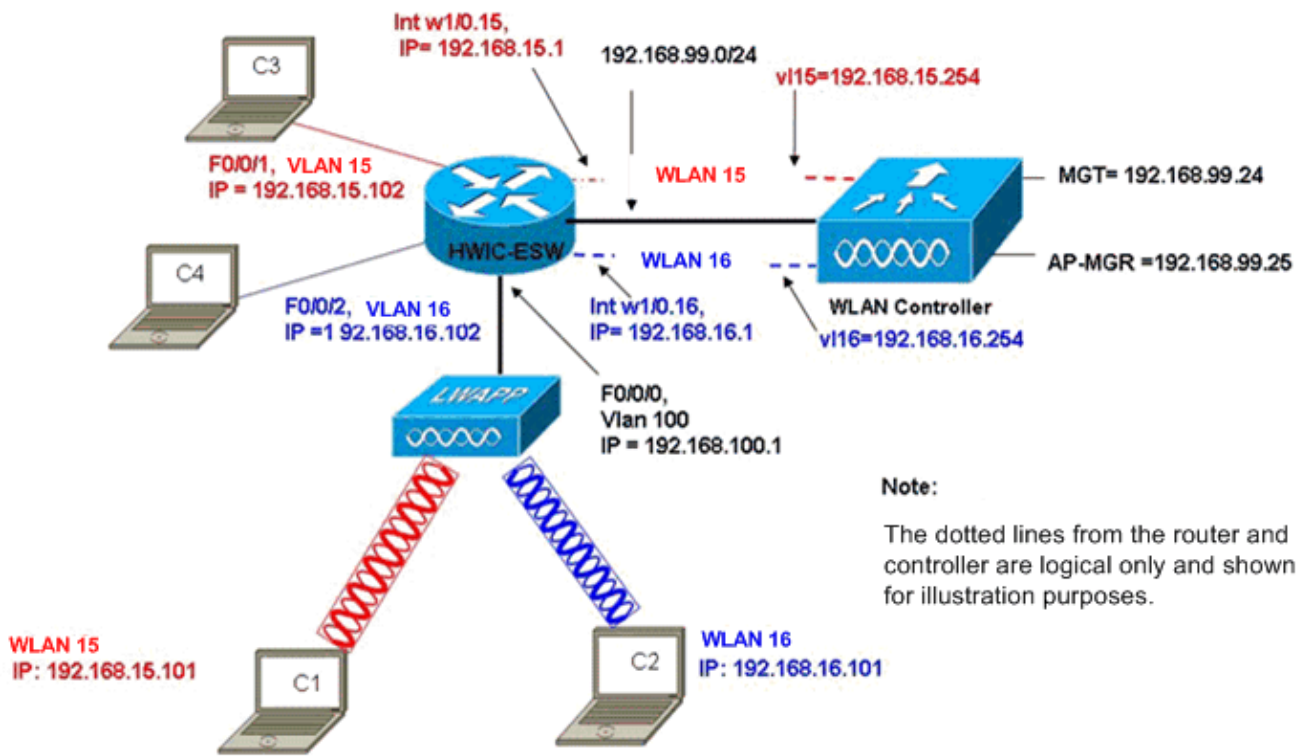 Int w1/0.15,
IP= 192.168.15.1
192.168.99.0/24
vl15=192.168.15.254
C3
F0/0/1, VLAN 15
IP = 192.168.15.102
WLAN 15
MGT= 192.168.99.24
HWIC-ESW
C4
WLAN 16
AP-MGR =192.168.99.25
F0/0/2, VLAN 16
IP =1 92.168.16.102
Int w1/0.16,
IP= 192.168.16.1
WLAN Controller
vl16=192.168.16.254
LWAPP
F0/0/0,
Vlan 100
IP = 192.168.100.1
Note:
The dotted lines from the router and
controller are logical only and shown
for illustration purposes.
WLAN 15
IP: 192.168.15.101
C1
WLAN 16
IP: 192.168.16.101
C2